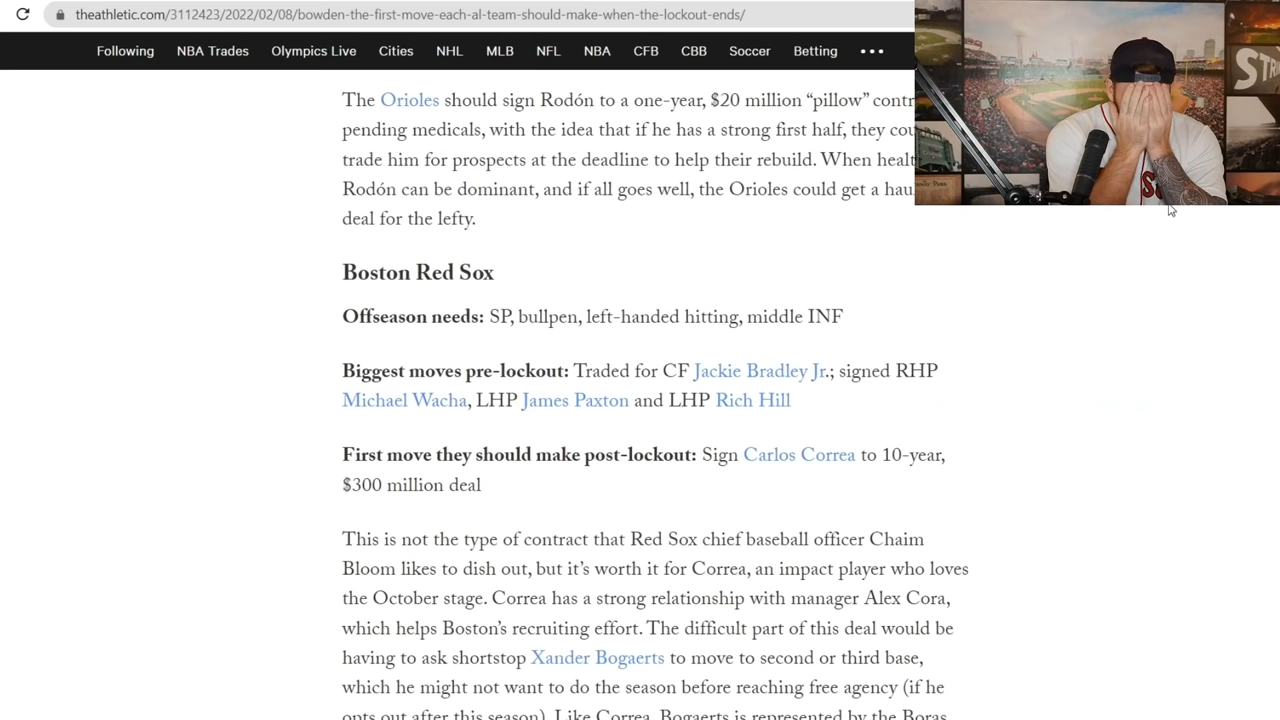 theathletic.com/3112423/2022/02/08/bowden-the-first-move-each-al-team-should-make-when-the-lockout-ends/
Following NBA Trades Olympics Live Cities NHL MLB NFL NBA CFB CBB Soccer Betting
The Orioles should sign Rodón to a one-year, $20 million “pillow” contr
pending medicals, with the idea that if he has a strong first half, they cou
trade him for prospects at the deadline to help their rebuild. When healt
Rodón can be dominant, and if all goes well, the Orioles could get a hau
deal for the lefty.
Boston Red Sox
Offseason needs: SP, bullpen, left-handed hitting, middle INF
Biggest moves pre-lockout: Traded for CF Jackie Bradley Jr.; signed RHP
Michael Wacha, LHP James Paxton and LHP Rich Hill
First move they should make post-lockout: Sign Carlos Correa to 10-year,
$300 million deal
This is not the type of contract that Red Sox chief baseball officer Chaim
Bloom likes to dish out, but it’s worth it for Correa, an impact player who loves
the October stage. Correa has a strong relationship with manager Alex Cora,
which helps Boston’s recruiting effort. The difficult part of this deal would be
having to ask shortstop Xander Bogaerts to move to second or third base,
which he might not want to do the season before reaching free agency (if he
opts out after this season). Like Correa, Bogaerts is represented by the Boras